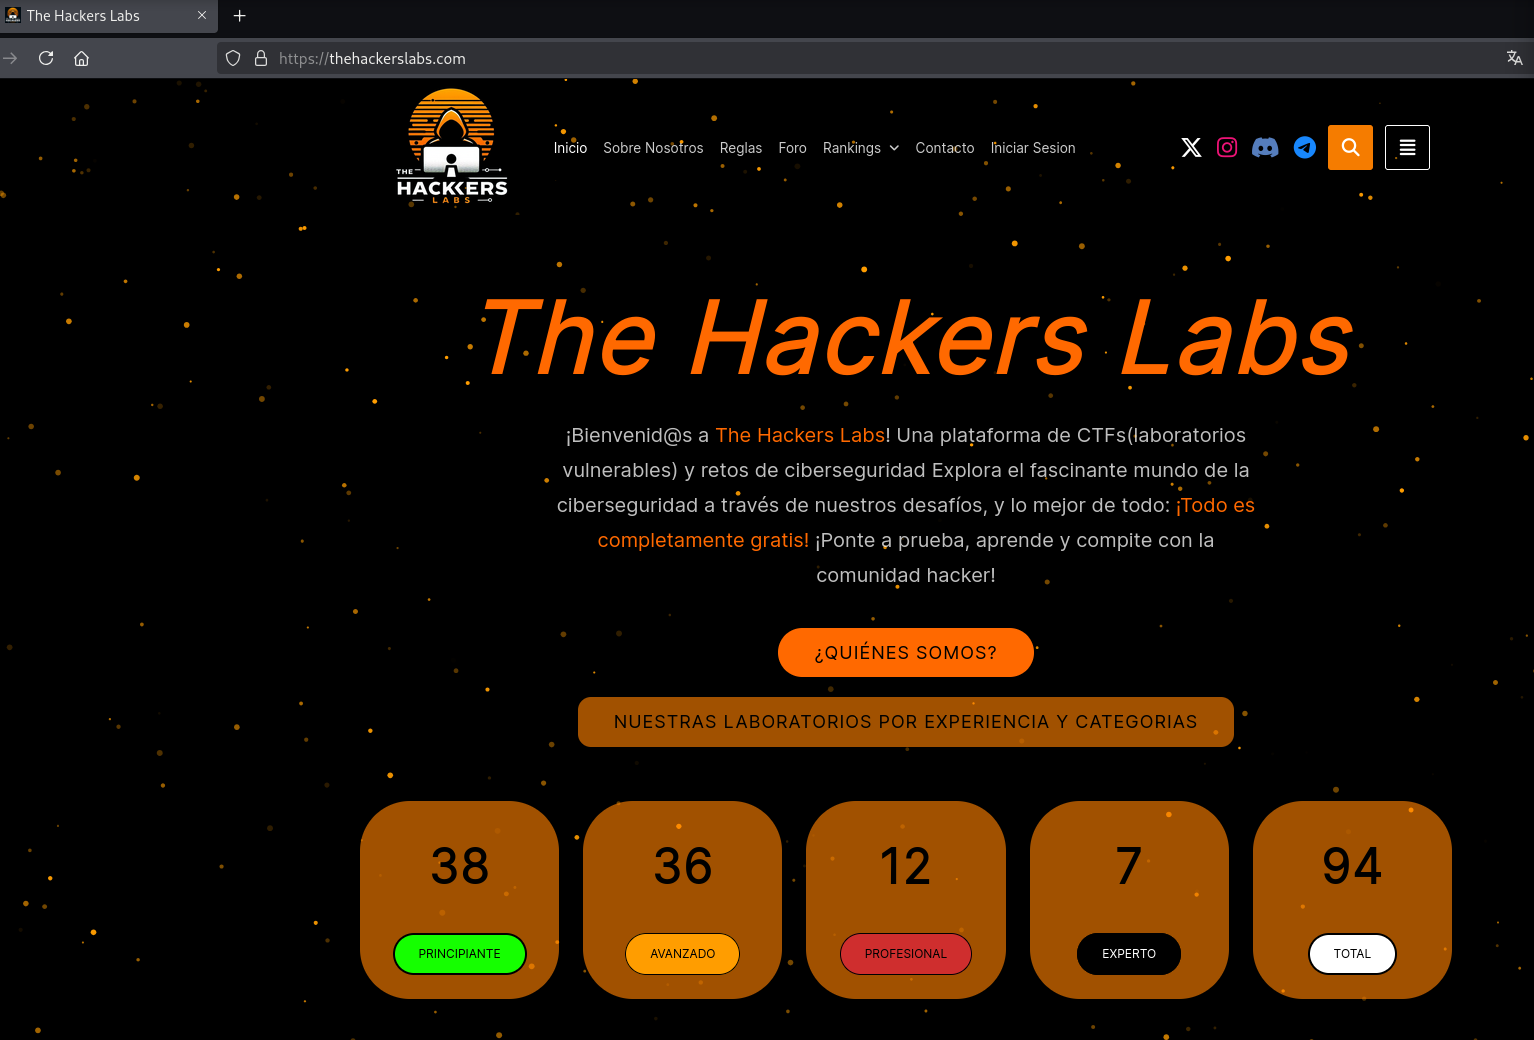 The Hackers Labs
https://thehackerslabs.com
THE
HACKKERS
LABS
Inicio Sobre Nosotros Reglas Foro Rankings Contacto Iniciar Sesion
The Hackers Labs
¡Bienvenid@s a The Hackers Labs! Una plataforma de CTFs(laboratorios
vulnerables) y retos de ciberseguridad Explora el fascinante mundo de la
ciberseguridad a través de nuestros desafíos, y lo mejor de todo: ¡Todo es
completamente gratis! ¡Ponte a prueba, aprende y compite con la
comunidad hacker!
¿QUIÉNES SOMOS?
NUESTRAS LABORATORIOS POR EXPERIENCIA Y CATEGORIAS
38 36 12 7 94
PRINCIPIANTE AVANZADO PROFESIONAL EXPERTO TOTAL